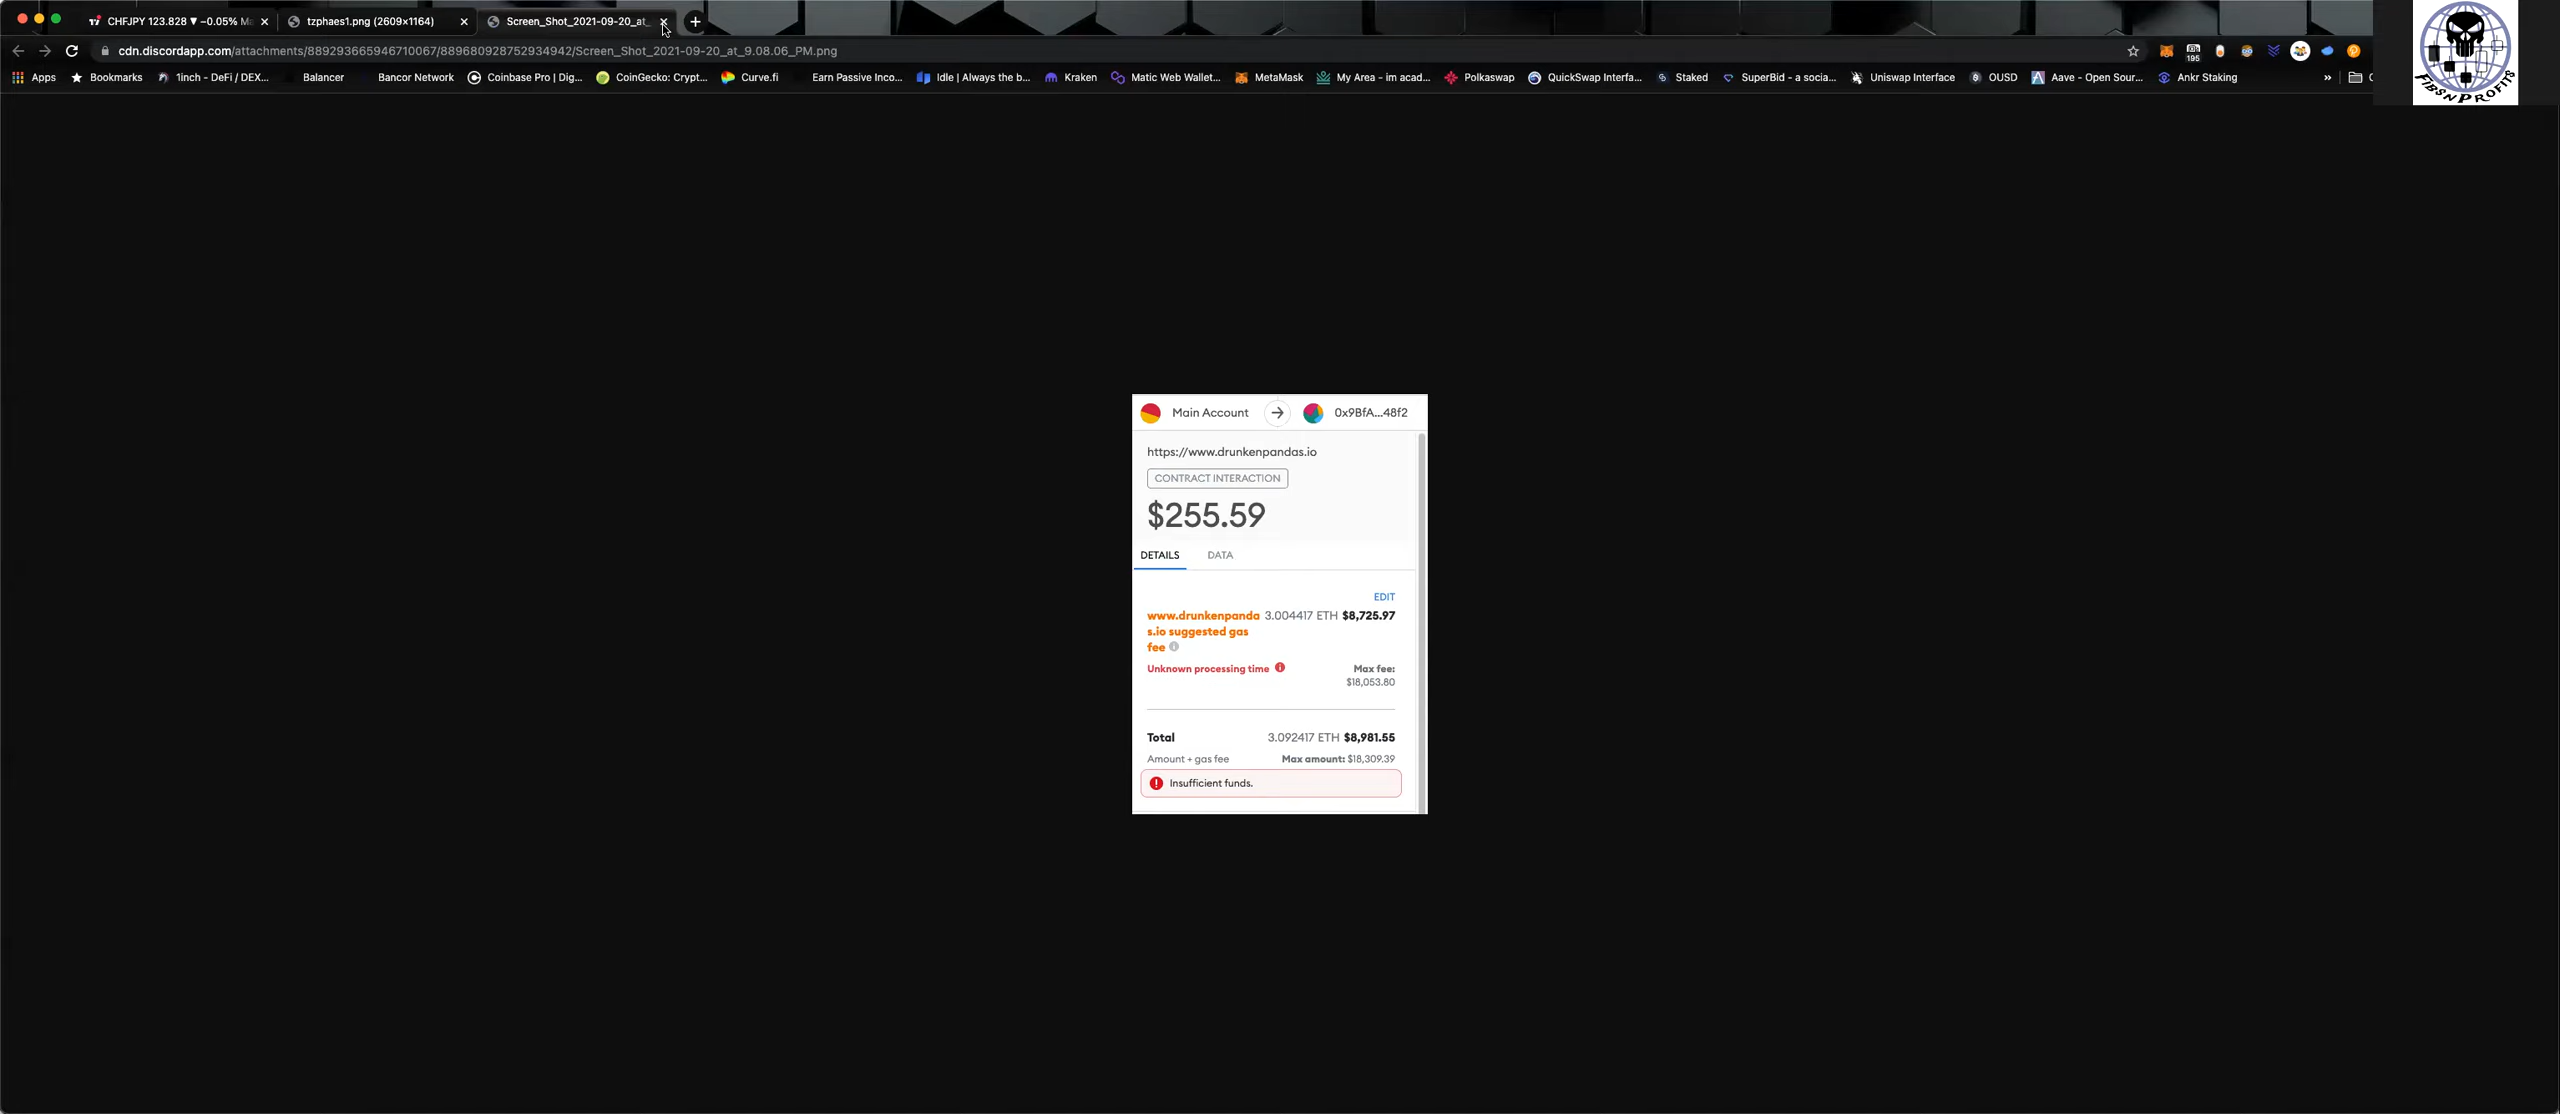 CHFJPY 123.828 ▼ −0.05%
tzphaes1.png (2609×1164)
Screen_Shot_2021-09-20_at_
cdn.discordapp.com/attachments/889293665946710067/889680928752934942/Screen_Shot_2021-09-20_at_9.08.06_PM.png
195
Apps
Bookmarks
1inch - DeFi / DEX...
Balancer
Bancor Network
Coinbase Pro | Dig...
CoinGecko: Crypt...
Curve.fi
Earn Passive Inco...
Idle | Always the b...
Kraken
Matic Web Wallet...
MetaMask
My Area - im acad...
Polkaswap
QuickSwap Interfa...
Staked
SuperBid - a socia...
Uniswap Interface
OUSD
Aave - Open Sour...
Ankr Staking
»
FIBSNPROFITS
Main Account
0x9BfA...48f2
https://www.drunkenpandas.io
CONTRACT INTERACTION
$255.59
DETAILS DATA
EDIT
www.drunkenpanda 3.004417 ETH $8,725.97
s.io suggested gas
fee
Unknown processing time Max fee:
$18,053.80
Total 3.092417 ETH $8,981.55
Amount + gas fee Max amount: $18,309.39
Insufficient funds.